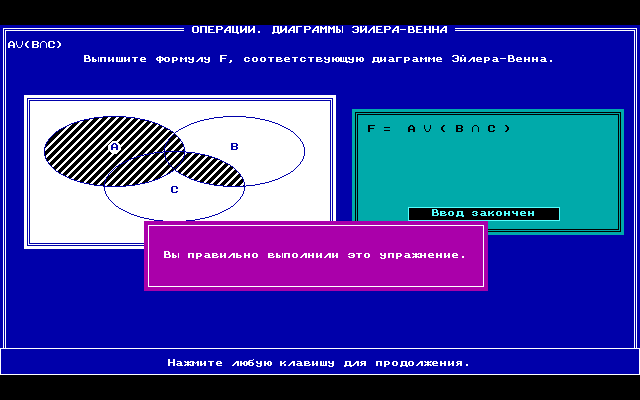 ОПЕРАЦИИ. ДИАГРАММЫ ЭЙЛЕРА-ВЕННА
A∪(B∩C)
Выпишите формулу F, соответствующую диаграмме Эйлера-Венна.
A
B
C
F = A ∪ ( B ∩ C )
Ввод закончен
Вы правильно выполнили это упражнение.
Нажмите любую клавишу для продолжения.